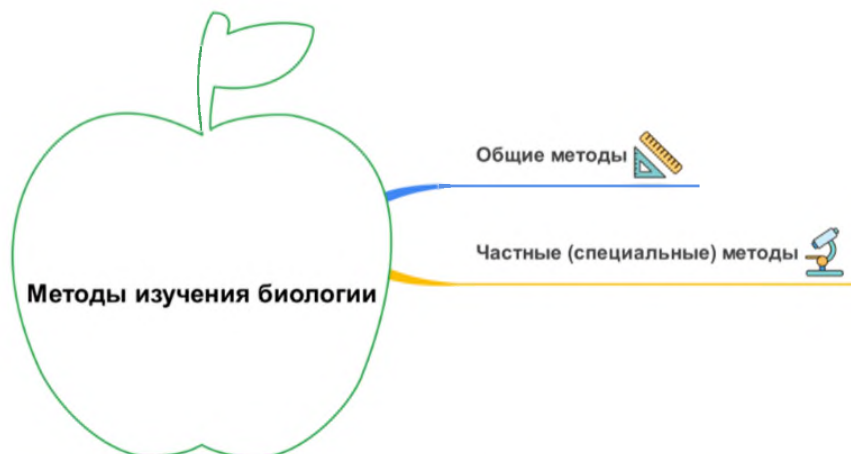 Общие методы
Частные (специальные) методы
Методы изучения биологии